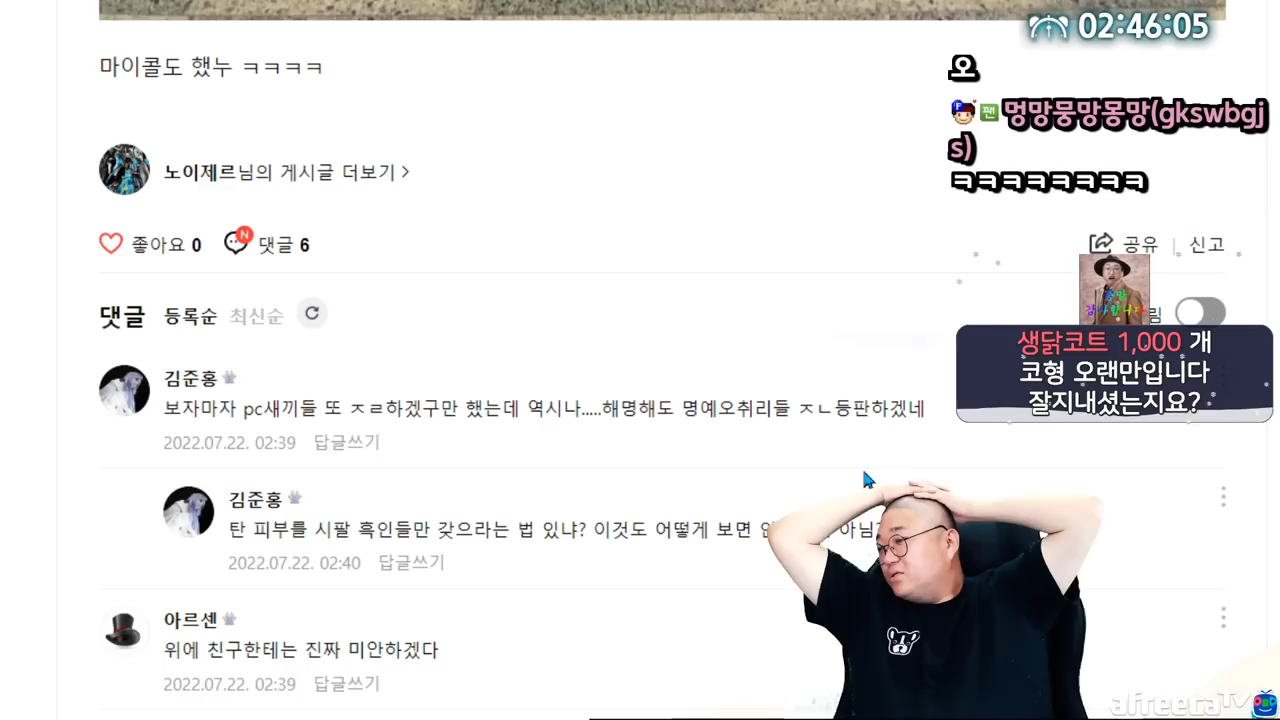 02:46:05
마이콜도 했누 ㅋㅋㅋㅋ
오
F 팬 멍망뭉망몽망(gkswbgj
s)
ㅋㅋㅋㅋㅋㅋㅋㅋ
노이제르님의 게시글 더보기 >
좋아요 0 N 댓글 6
공유 | 신고
댓글 등록순 최신순
림
생닭코트 1,000 개
코형 오랜만입니다
잘지내셨는지요?
김준홍
보자마자 pc새끼들 또 ㅈㄹ하겠구만 했는데 역시나.....해명해도 명예오취리들 ㅈㄴ등판하겠네
2022.07.22. 02:39 답글쓰기
김준홍
탄 피부를 시팔 흑인들만 갖으라는 법 있냐? 이것도 어떻게 보면 아님?
2022.07.22. 02:40 답글쓰기
아르센
위에 친구한테는 진짜 미안하겠다
2022.07.22. 02:39 답글쓰기
afreecaTV